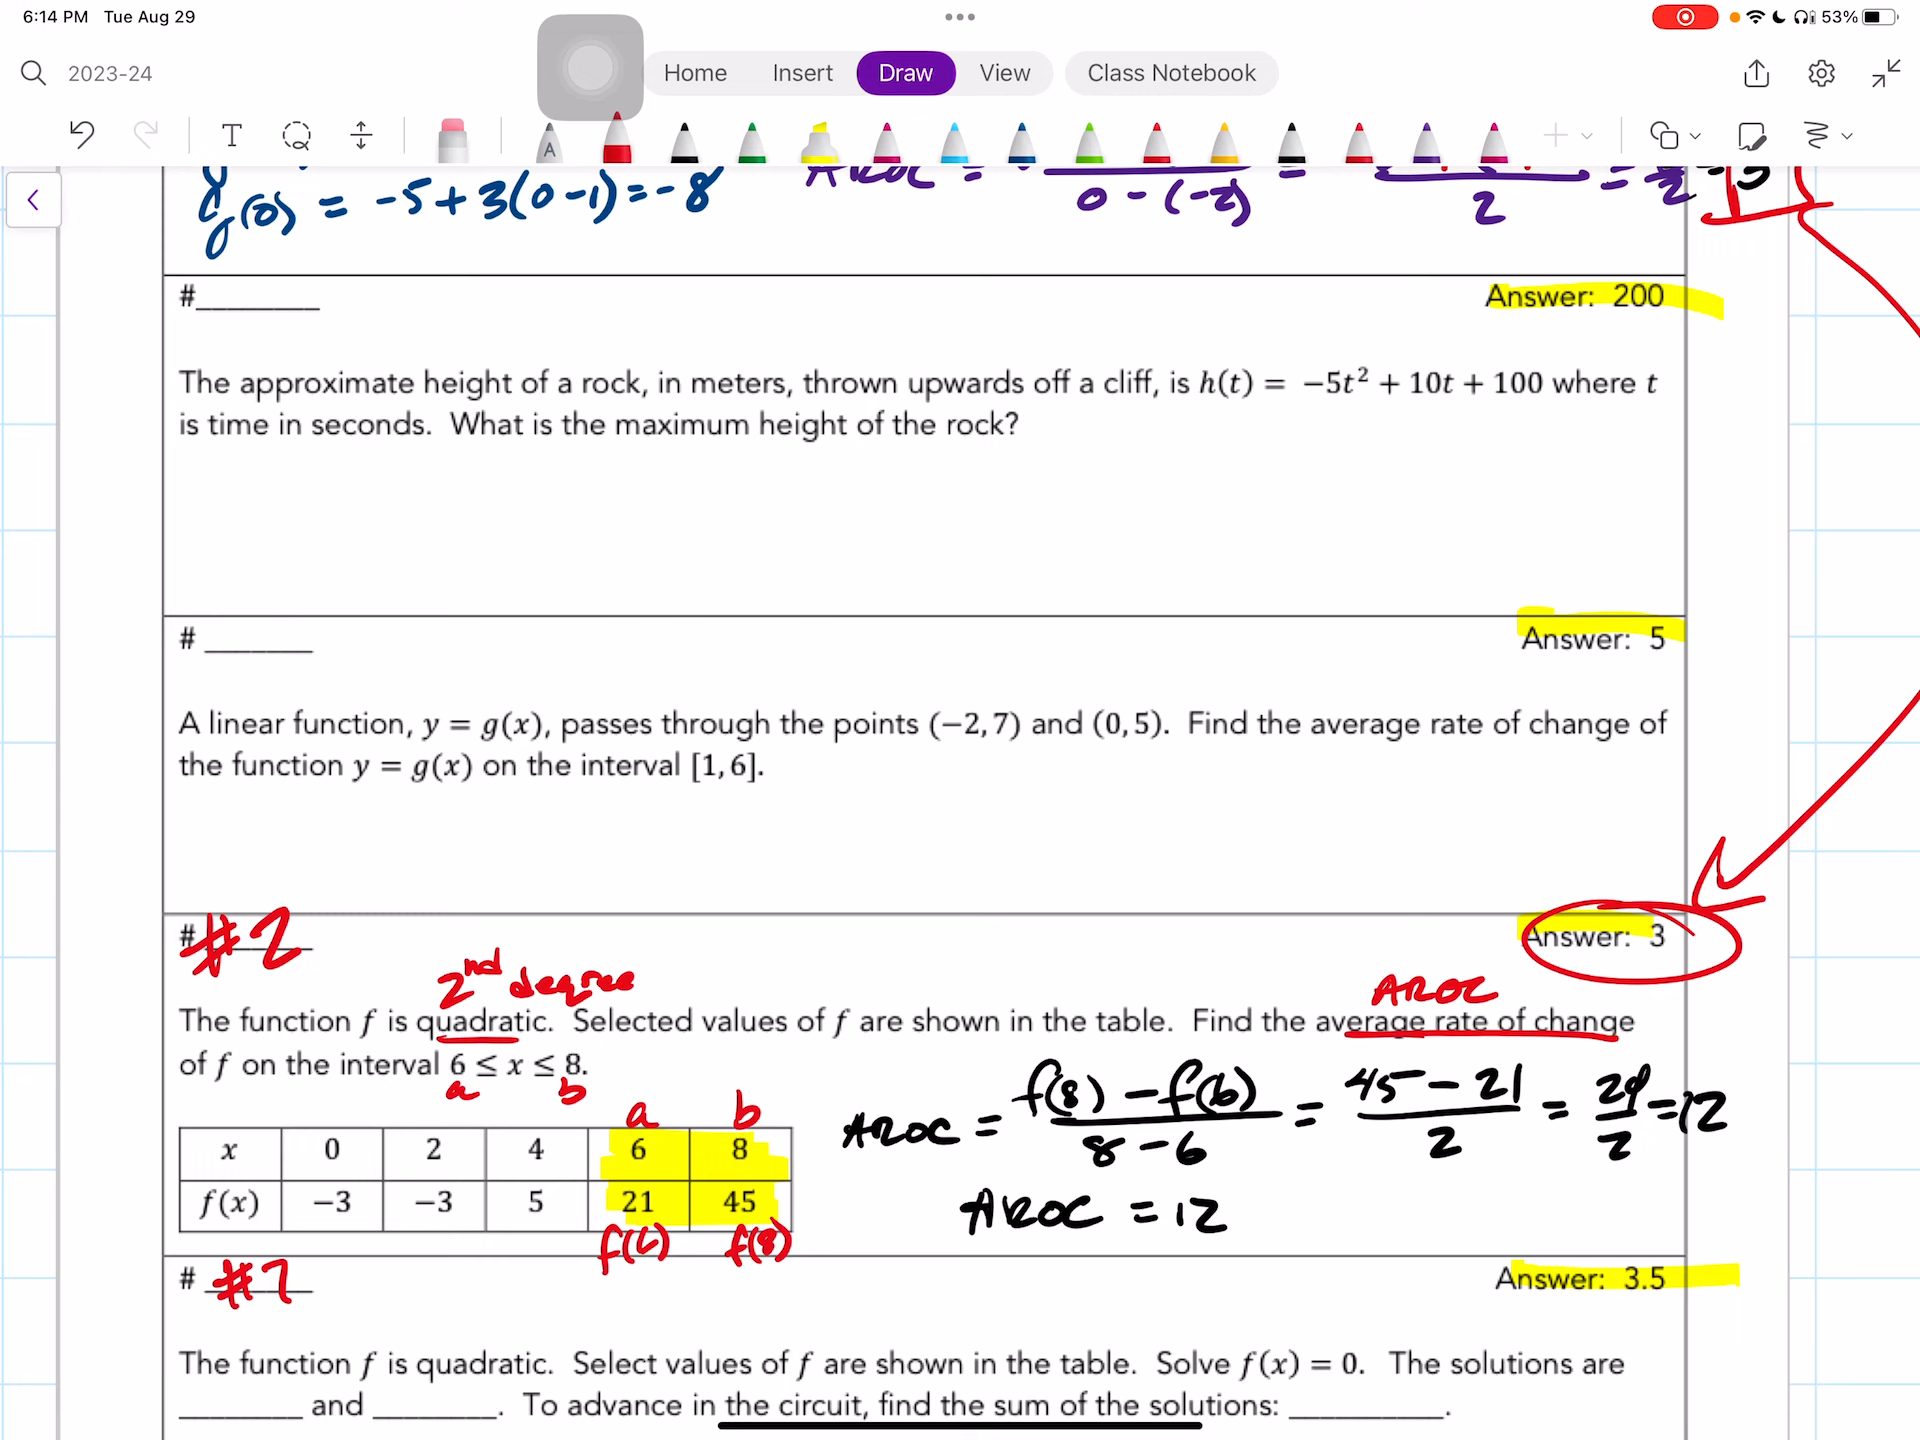 6:14 PM Tue Aug 29
53%
2023-24
Home Insert Draw View Class Notebook
T A
g(0) = -5+3(0-1)=-8
AROC =
0-(-2)
2
#________ Answer: 200
The approximate height of a rock, in meters, thrown upwards off a cliff, is h(t) = −5t² + 10t + 100 where t
is time in seconds. What is the maximum height of the rock?
# _______ Answer: 5
A linear function, y = g(x), passes through the points (−2,7) and (0,5). Find the average rate of change of
the function y = g(x) on the interval [1,6].
# #2 Answer: 3
2nd degree
AROC
The function f is quadratic. Selected values of f are shown in the table. Find the average rate of change
of f on the interval 6 ≤ x ≤ 8.
a b
a b
x 0 2 4 6 8
f(x) −3 −3 5 21 45
f(6) f(8)
AROC = f(8) - f(6) / 8-6 = 45-21 / 2 = 24/2 = 12
AROC = 12
# #7 Answer: 3.5
The function f is quadratic. Select values of f are shown in the table. Solve f(x) = 0. The solutions are
________ and ________. To advance in the circuit, find the sum of the solutions: __________.